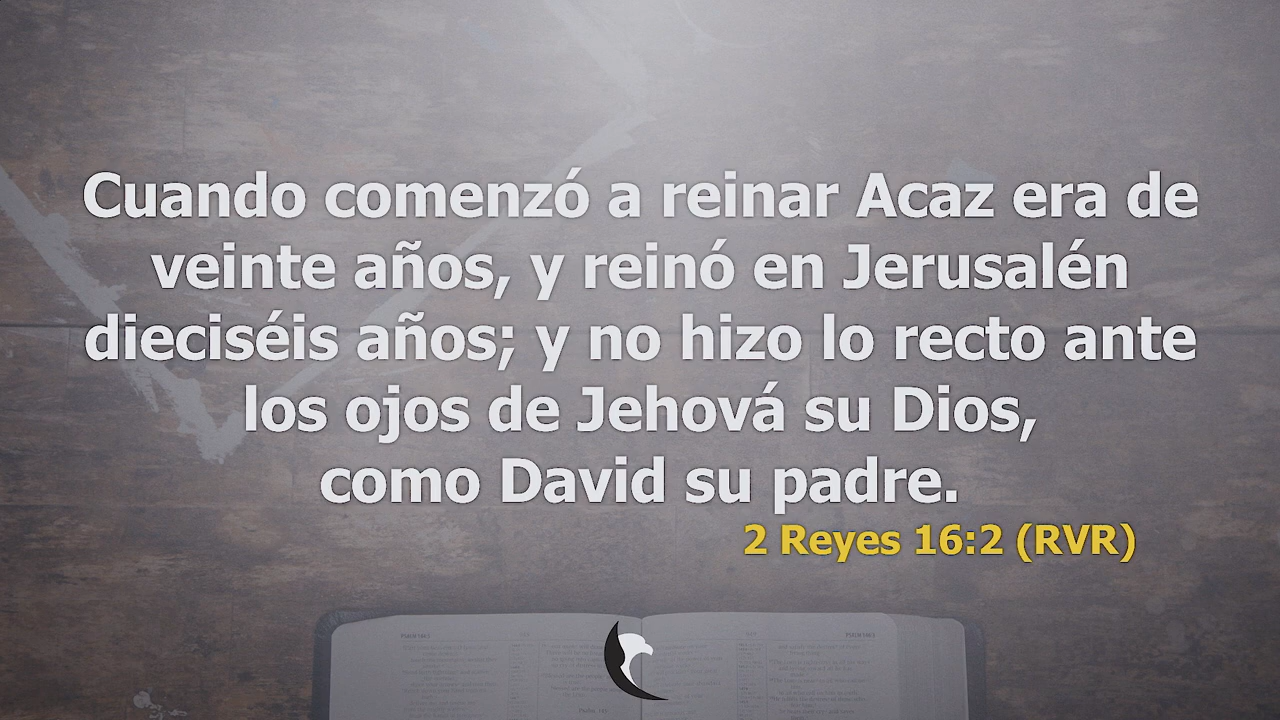 Cuando comenzó a reinar Acaz era de
veinte años, y reinó en Jerusalén
dieciséis años; y no hizo lo recto ante
los ojos de Jehová su Dios,
como David su padre.
2 Reyes 16:2 (RVR)